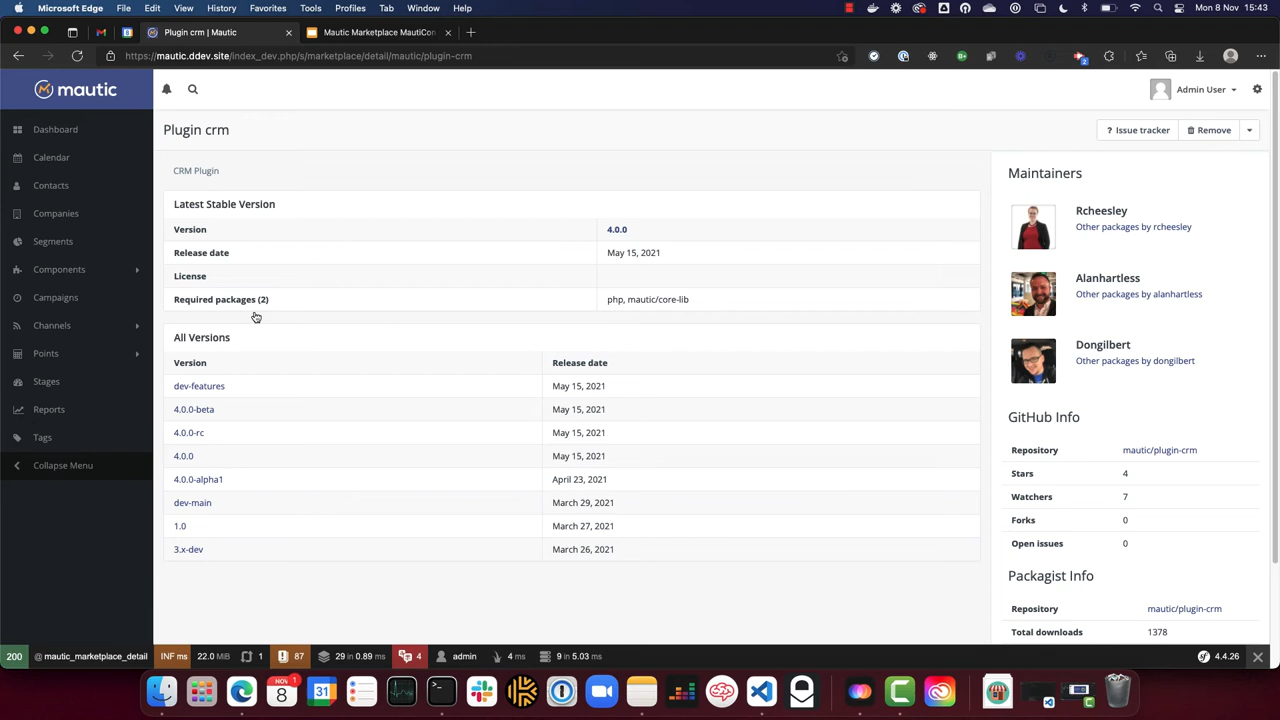 Microsoft Edge File Edit View History Favorites Tools Profiles Tab Window Help
Mon 8 Nov 15:43
Plugin crm | Mautic
Mautic Marketplace MautiCon
https://mautic.ddev.site/index_dev.php/s/marketplace/detail/mautic/plugin-crm
2
mautic
Admin User
Dashboard
Calendar
Contacts
Companies
Segments
Components
Campaigns
Channels
Points
Stages
Reports
Tags
Collapse Menu
Plugin crm
? Issue tracker
Remove
CRM Plugin
Latest Stable Version
Version 4.0.0
Release date May 15, 2021
License
Required packages (2) php, mautic/core-lib
All Versions
Version Release date
dev-features May 15, 2021
4.0.0-beta May 15, 2021
4.0.0-rc May 15, 2021
4.0.0 May 15, 2021
4.0.0-alpha1 April 23, 2021
dev-main March 29, 2021
1.0 March 27, 2021
3.x-dev March 26, 2021
Maintainers
Rcheesley
Other packages by rcheesley
Alanhartless
Other packages by alanhartless
Dongilbert
Other packages by dongilbert
GitHub Info
Repository mautic/plugin-crm
Stars 4
Watchers 7
Forks 0
Open issues 0
Packagist Info
Repository mautic/plugin-crm
Total downloads 1378
200 @ mautic_marketplace_detail INF ms 22.0 MiB 1 87 29 in 0.89 ms 4 admin 4 ms 9 in 5.03 ms 4.4.26
NOV 1
8
31